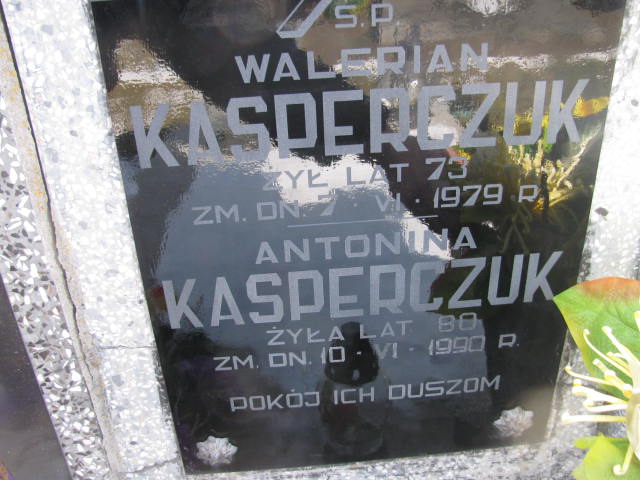 Ś.P.
WALERIAN
KASPERCZUK
ŻYŁ LAT 73
ZM. DN. 7 VI · 1979 R
ANTONINA
KASPERCZUK
ŻYŁA LAT 80
ZM. DN. 10 · VI · 1990 R.
POKÓJ ICH DUSZOM